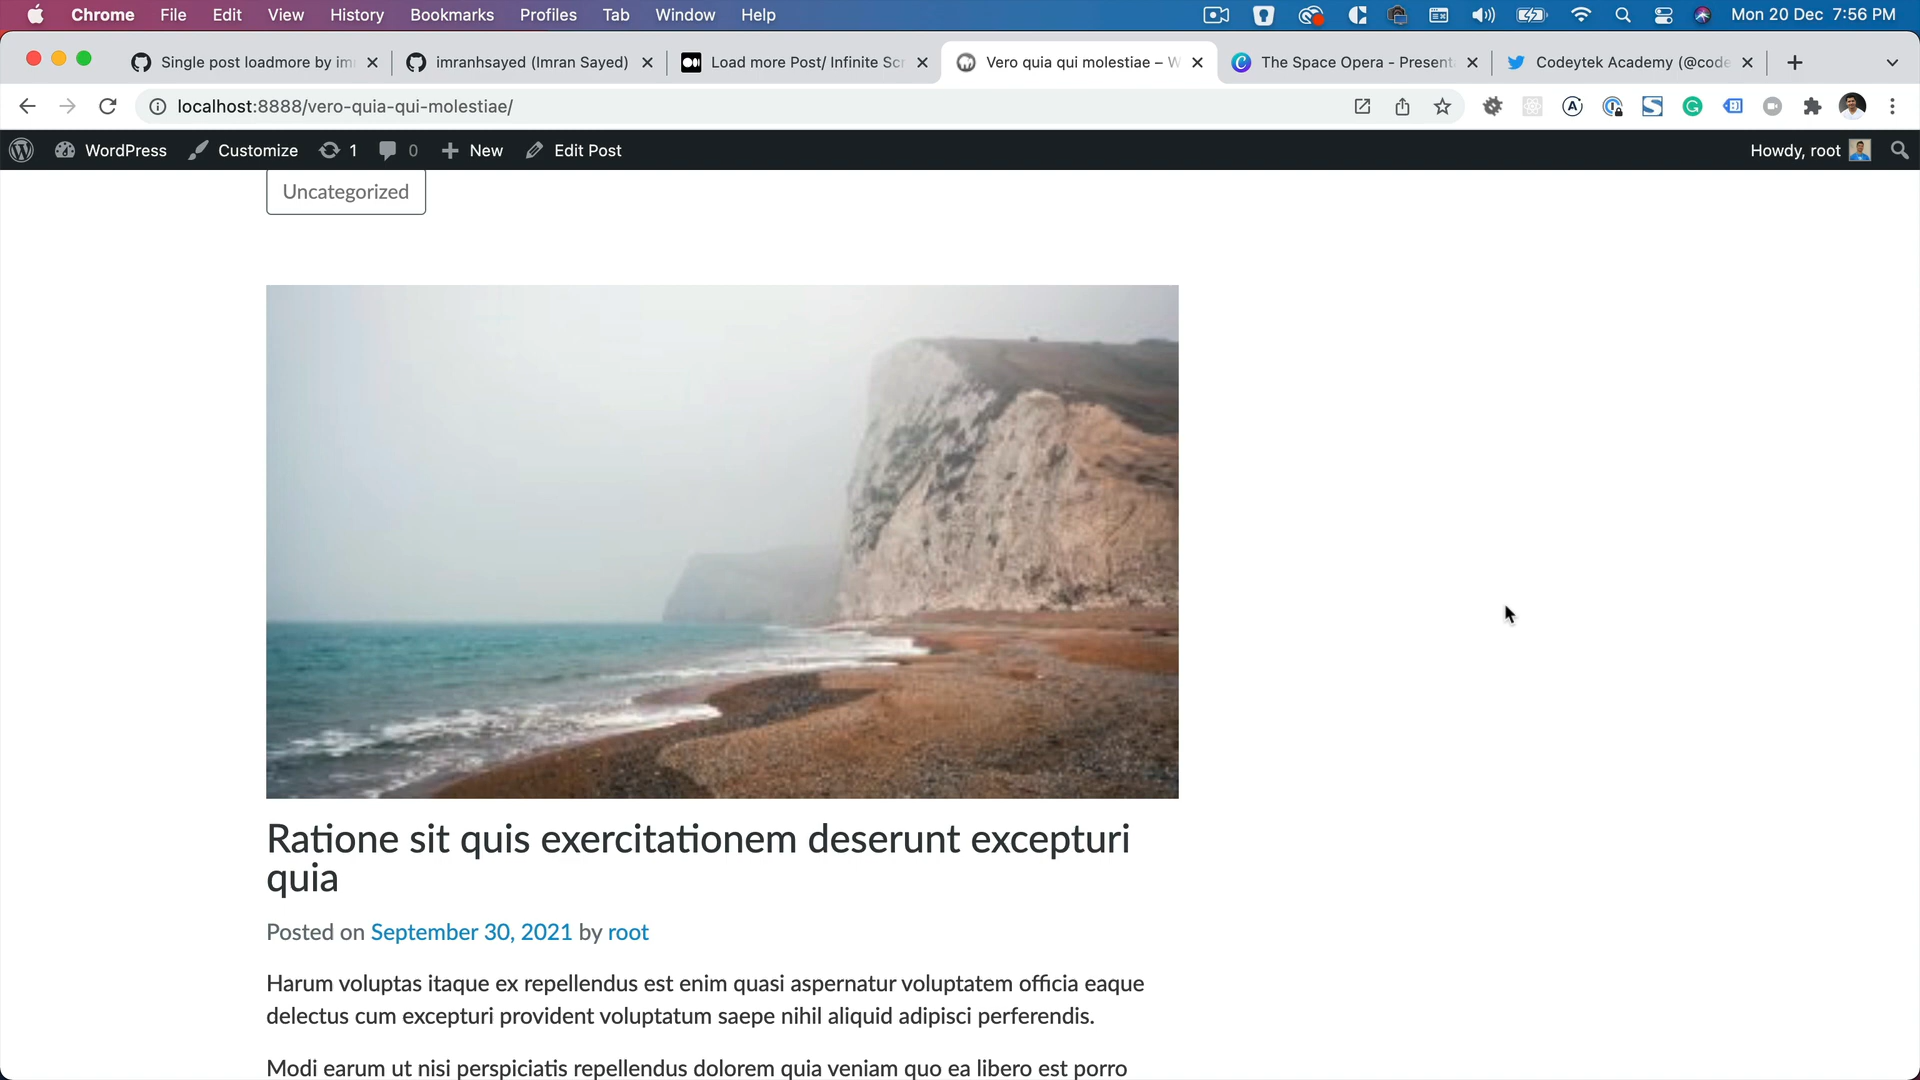 Chrome File Edit View History Bookmarks Profiles Tab Window Help Mon 20 Dec 7:56 PM
Single post loadmore by im imranhsayed (Imran Sayed) Load more Post/ Infinite Scr Vero quia qui molestiae – W The Space Opera - Present Codeytek Academy (@code
localhost:8888/vero-quia-qui-molestiae/
WordPress Customize 1 0 New Edit Post Howdy, root
Uncategorized
Ratione sit quis exercitationem deserunt excepturi
quia
Posted on September 30, 2021 by root
Harum voluptas itaque ex repellendus est enim quasi aspernatur voluptatem officia eaque
delectus cum excepturi provident voluptatum saepe nihil aliquid adipisci perferendis.
Modi earum ut nisi perspiciatis repellendus dolorem quia veniam quo ea libero est porro